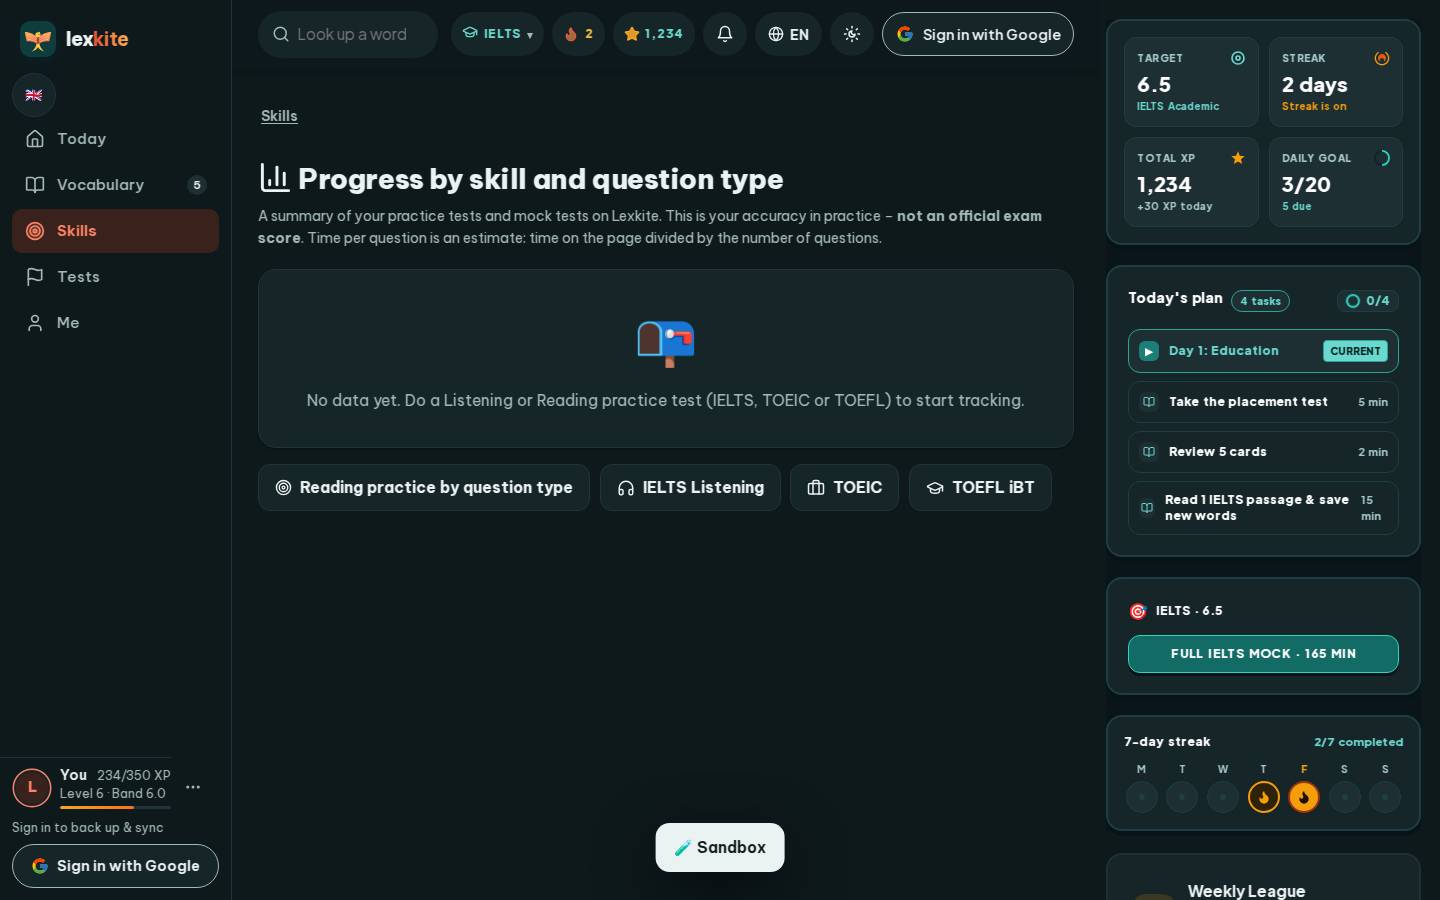 lexkite
Today
Vocabulary 5
Skills
Tests
Me
You 234/350 XP
Level 6 · Band 6.0
Sign in to back up & sync
Sign in with Google
Look up a word
IELTS ▾
2
1,234
EN
Sign in with Google
Skills
Progress by skill and question type
A summary of your practice tests and mock tests on Lexkite. This is your accuracy in practice – not an official exam
score. Time per question is an estimate: time on the page divided by the number of questions.
No data yet. Do a Listening or Reading practice test (IELTS, TOEIC or TOEFL) to start tracking.
Reading practice by question type
IELTS Listening
TOEIC
TOEFL iBT
Sandbox
TARGET
6.5
IELTS Academic
STREAK
2 days
Streak is on
TOTAL XP
1,234
+30 XP today
DAILY GOAL
3/20
5 due
Today's plan 4 tasks 0/4
Day 1: Education CURRENT
Take the placement test 5 min
Review 5 cards 2 min
Read 1 IELTS passage & save 15
new words min
IELTS · 6.5
FULL IELTS MOCK · 165 MIN
7-day streak 2/7 completed
M T W T F S S
Weekly League
L